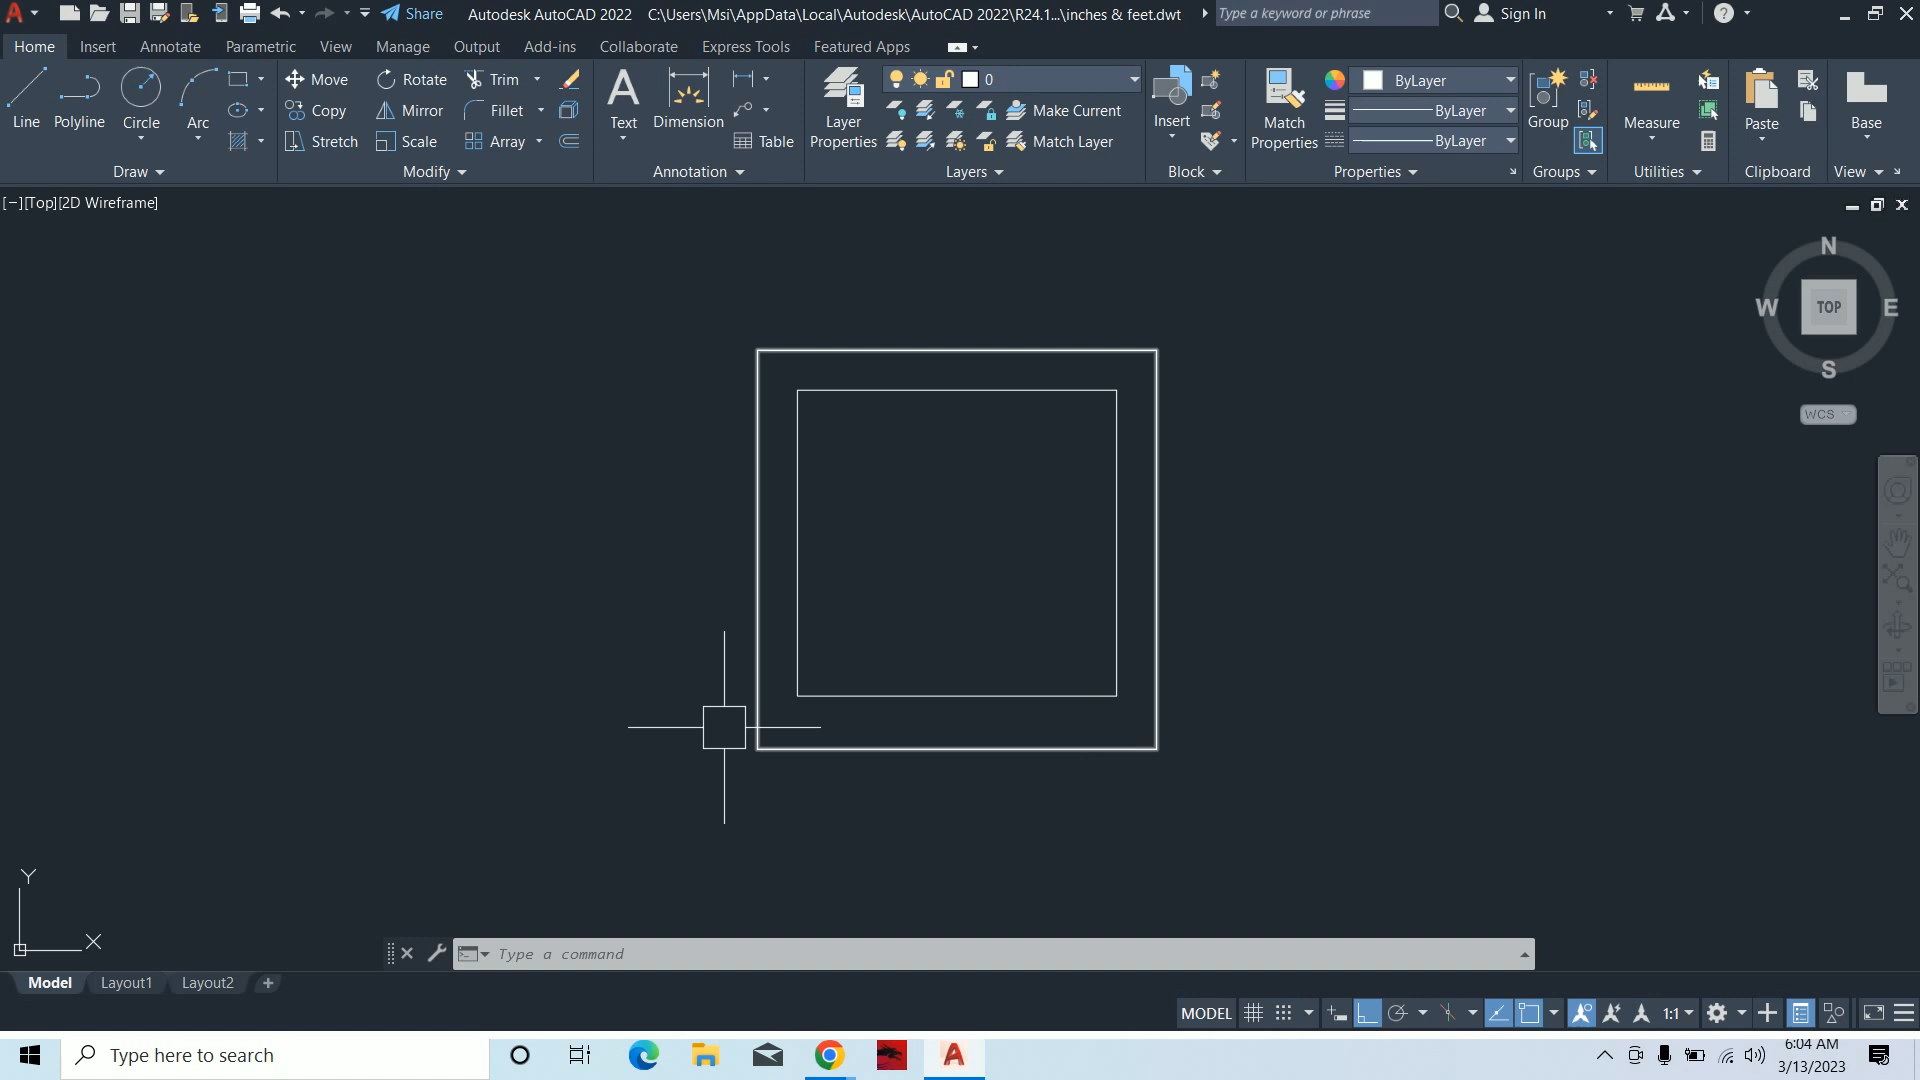 Share Autodesk AutoCAD 2022 C:\Users\Msi\AppData\Local\Autodesk\AutoCAD 2022\R24.1...\inches & feet.dwt Type a keyword or phrase Sign In
Home Insert Annotate Parametric View Manage Output Add-ins Collaborate Express Tools Featured Apps
Line Polyline Circle Arc
Draw
Move Rotate Trim
Copy Mirror Fillet
Stretch Scale Array
Modify
Text Dimension Table
Annotation
Layer Properties
0
Make Current
Match Layer
Layers
Insert
Block
Match Properties
ByLayer
ByLayer
ByLayer
Properties
Group
Groups
Measure
Utilities
Paste
Clipboard
Base
View
[−][Top][2D Wireframe]
N
W TOP E
S
WCS
Y
X
Type a command
Model Layout1 Layout2
MODEL 1:1
Type here to search
6:04 AM
3/13/2023